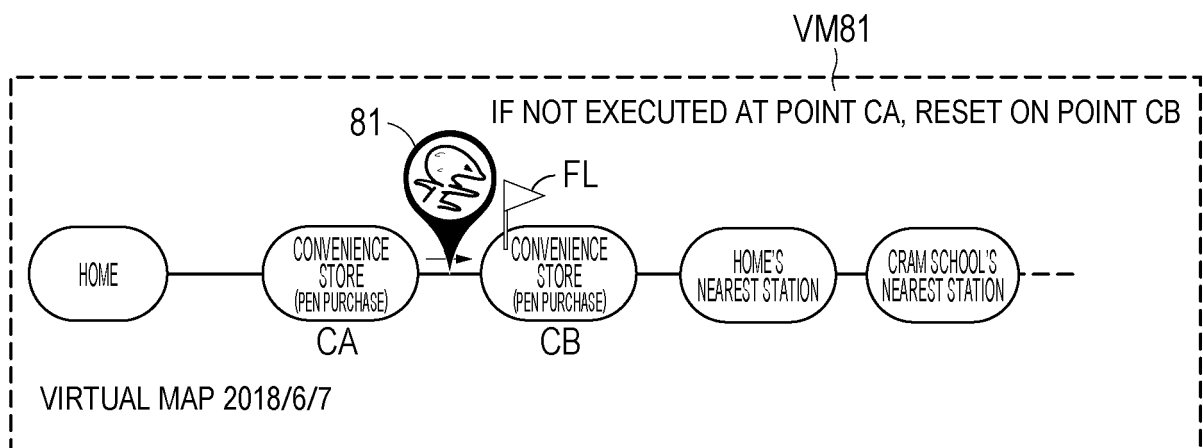 VM81
IF NOT EXECUTED AT POINT CA, RESET ON POINT CB
81
FL
HOME
CONVENIENCE
STORE
(PEN PURCHASE)
CA
CONVENIENCE
STORE
(PEN PURCHASE)
CB
HOME'S
NEAREST STATION
CRAM SCHOOL'S
NEAREST STATION
VIRTUAL MAP 2018/6/7